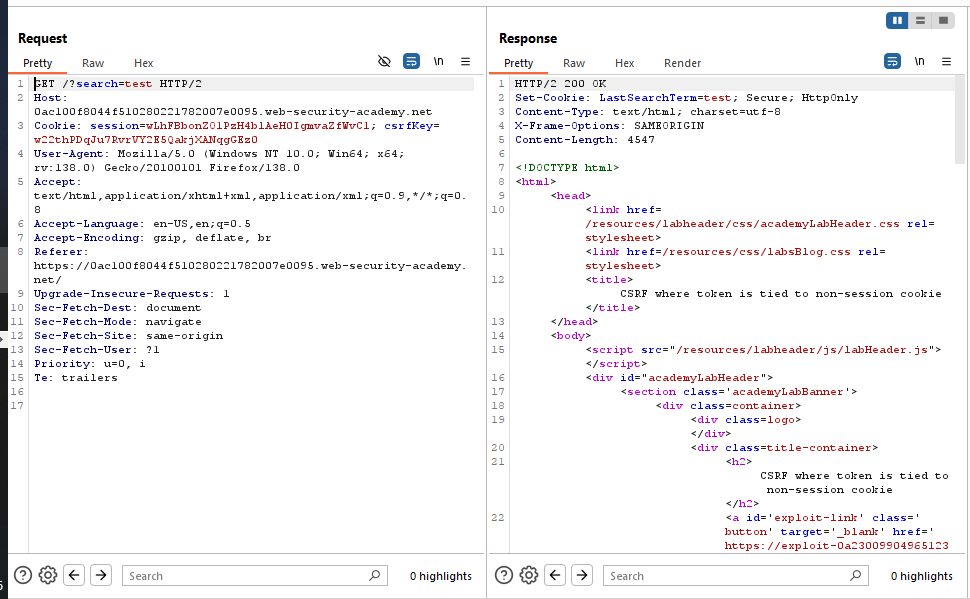 Request
Pretty Raw Hex \n
1 GET /?search=test HTTP/2
2 Host:
0ac100f8044f510280221782007e0095.web-security-academy.net
3 Cookie: session=wLhFBbonZO1PzH4blAeHOIgmvaZfWvCl; csrfKey=
w22thPDqJu7RvrVY2E5QakjXANqgGEz0
4 User-Agent: Mozilla/5.0 (Windows NT 10.0; Win64; x64;
rv:138.0) Gecko/20100101 Firefox/138.0
5 Accept:
text/html,application/xhtml+xml,application/xml;q=0.9,*/*;q=0.
8
6 Accept-Language: en-US,en;q=0.5
7 Accept-Encoding: gzip, deflate, br
8 Referer:
https://0ac100f8044f510280221782007e0095.web-security-academy.
net/
9 Upgrade-Insecure-Requests: 1
10 Sec-Fetch-Dest: document
11 Sec-Fetch-Mode: navigate
12 Sec-Fetch-Site: same-origin
13 Sec-Fetch-User: ?1
14 Priority: u=0, i
15 Te: trailers
16
17
Search 0 highlights
Response
Pretty Raw Hex Render \n
1 HTTP/2 200 OK
2 Set-Cookie: LastSearchTerm=test; Secure; HttpOnly
3 Content-Type: text/html; charset=utf-8
4 X-Frame-Options: SAMEORIGIN
5 Content-Length: 4547
6
7 <!DOCTYPE html>
8 <html>
9 <head>
10 <link href=
/resources/labheader/css/academyLabHeader.css rel=
stylesheet>
11 <link href=/resources/css/labsBlog.css rel=
stylesheet>
12 <title>
CSRF where token is tied to non-session cookie
</title>
13 </head>
14 <body>
15 <script src="/resources/labheader/js/labHeader.js">
</script>
16 <div id="academyLabHeader">
17 <section class='academyLabBanner'>
18 <div class=container>
19 <div class=logo>
</div>
20 <div class=title-container>
21 <h2>
CSRF where token is tied to
non-session cookie
</h2>
22 <a id='exploit-link' class='
button' target='_blank' href='
https://exploit-0a23009904965123
Search 0 highlights